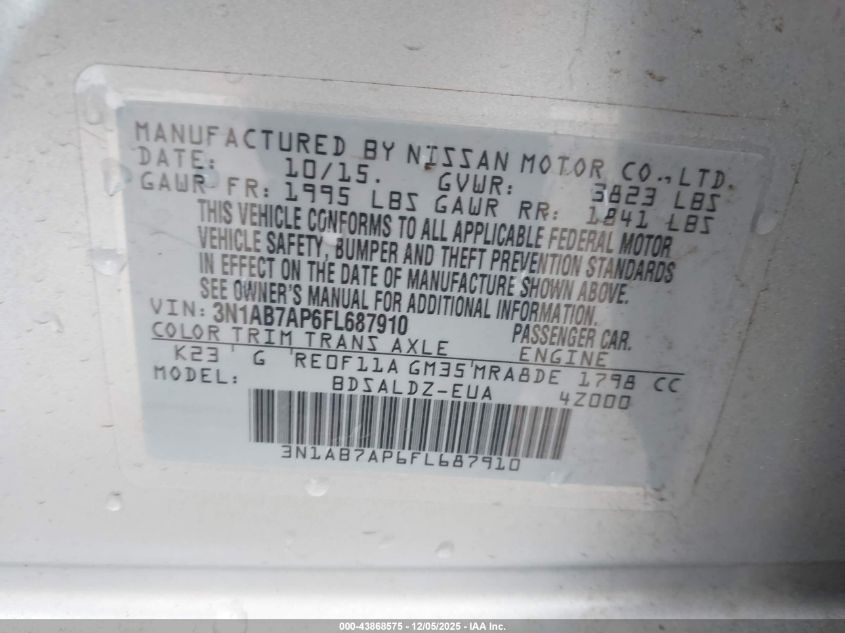 MANUFACTURED BY NISSAN MOTOR CO.,LTD.
DATE: 10/15. GVWR: 3823 LBS
GAWR FR: 1995 LBS GAWR RR: 1841 LBS
THIS VEHICLE CONFORMS TO ALL APPLICABLE FEDERAL MOTOR
VEHICLE SAFETY, BUMPER AND THEFT PREVENTION STANDARDS
IN EFFECT ON THE DATE OF MANUFACTURE SHOWN ABOVE.
SEE OWNER'S MANUAL FOR ADDITIONAL INFORMATION.
VIN: 3N1AB7AP6FL687910 PASSENGER CAR.
COLOR TRIM TRANS AXLE ENGINE
K23 G RE0F11A GM35 MRA8DE 1798 CC
MODEL: BDSALDZ-EUA 4Z000
3N1AB7AP6FL687910
000-43868575 - 12/05/2025 - IAA Inc.